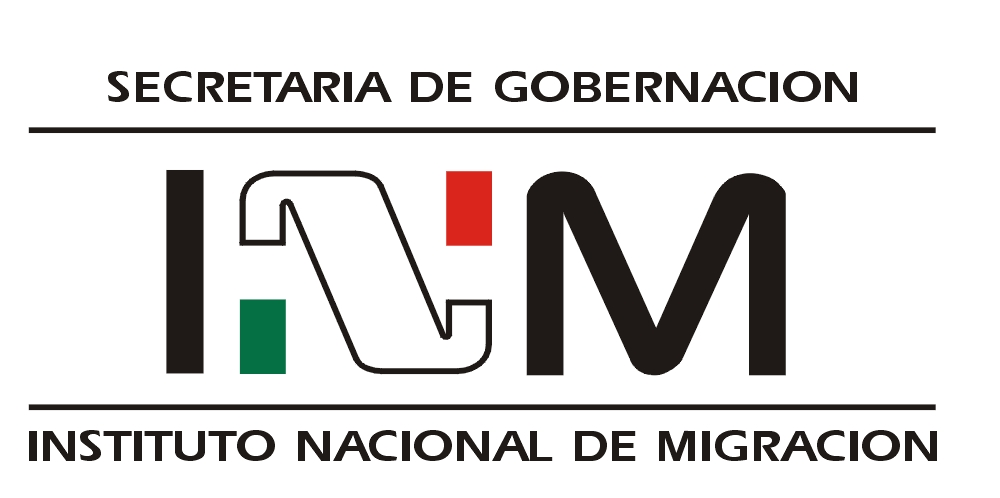 SECRETARIA DE GOBERNACION
INM
INSTITUTO NACIONAL DE MIGRACION